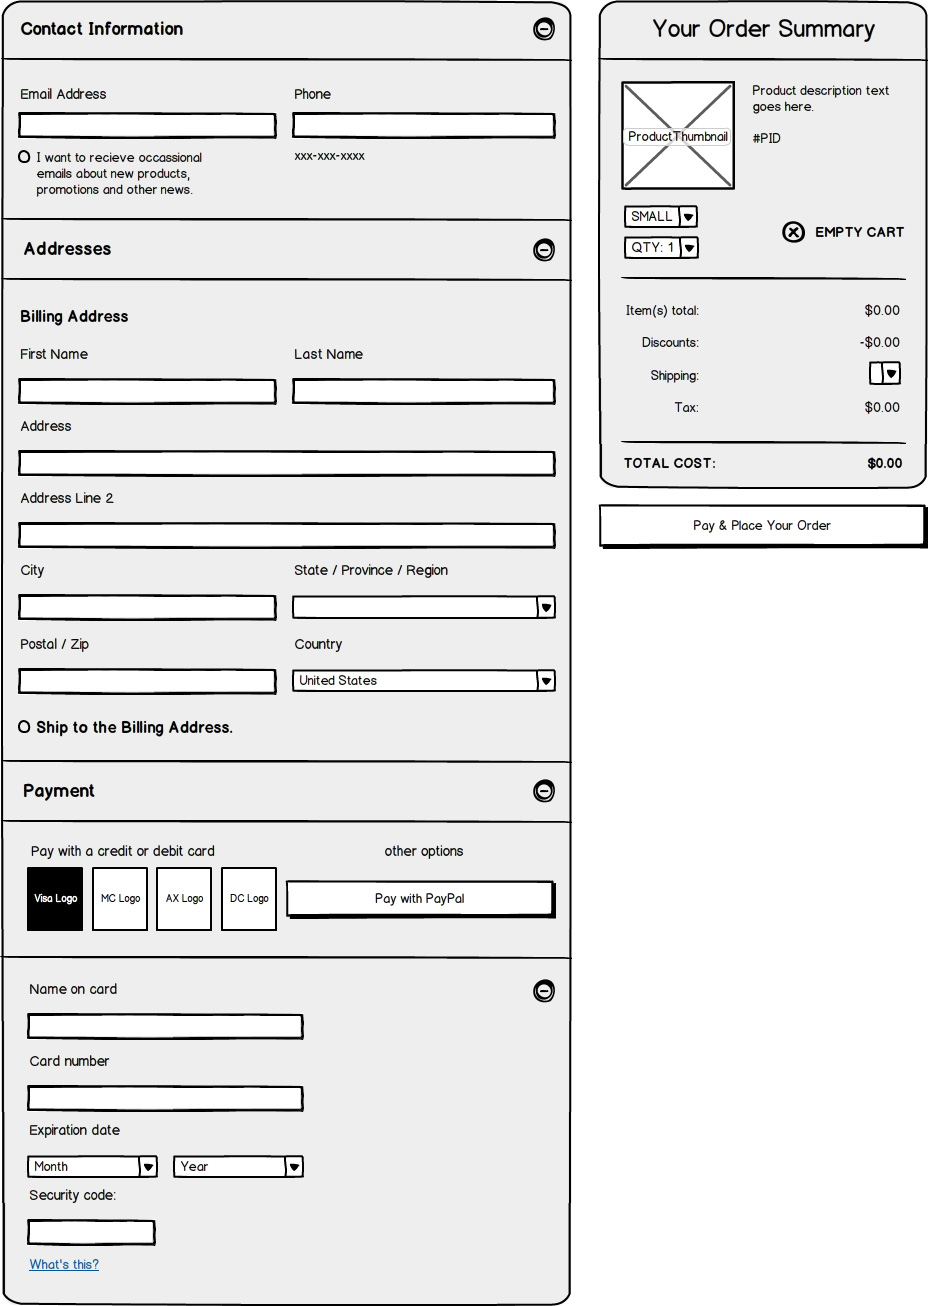 Contact Information
Email Address
Phone
I want to recieve occassional
emails about new products,
promotions and other news.
xxx-xxx-xxxx
Addresses
Billing Address
First Name
Last Name
Address
Address Line 2
City
State / Province / Region
Postal / Zip
Country
United States
Ship to the Billing Address.
Payment
Pay with a credit or debit card
other options
Visa Logo
MC Logo
AX Logo
DC Logo
Pay with PayPal
Name on card
Card number
Expiration date
Month
Year
Security code:
What's this?
Your Order Summary
ProductThumbnail
Product description text
goes here.
#PID
SMALL
QTY: 1
EMPTY CART
Item(s) total: $0.00
Discounts: -$0.00
Shipping:
Tax: $0.00
TOTAL COST: $0.00
Pay & Place Your Order